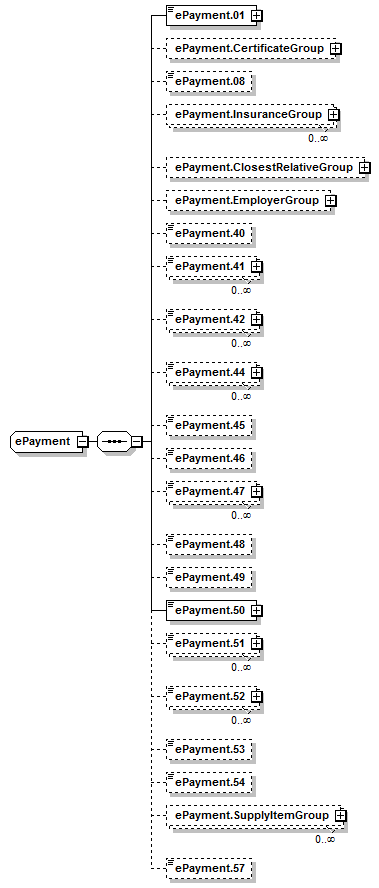 ePayment.01
ePayment.CertificateGroup
ePayment.08
ePayment.InsuranceGroup
0..∞
ePayment.ClosestRelativeGroup
ePayment.EmployerGroup
ePayment.40
ePayment.41
0..∞
ePayment.42
0..∞
ePayment.44
0..∞
ePayment.45
ePayment
ePayment.46
ePayment.47
0..∞
ePayment.48
ePayment.49
ePayment.50
ePayment.51
0..∞
ePayment.52
0..∞
ePayment.53
ePayment.54
ePayment.SupplyItemGroup
0..∞
ePayment.57